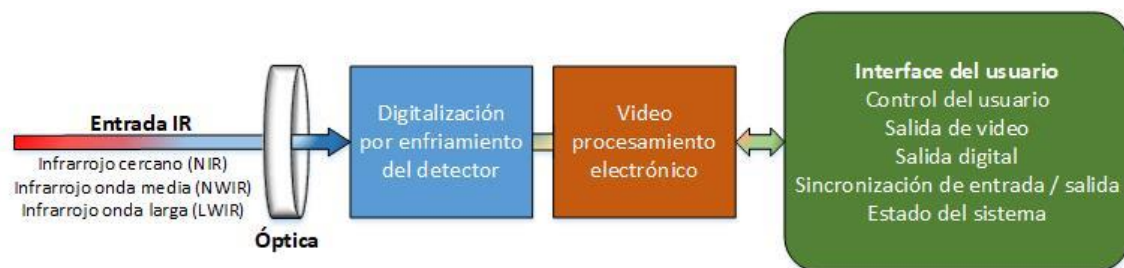 Entrada IR
Infrarrojo cercano (NIR)
Infrarrojo onda media (NWIR)
Infrarrojo onda larga (LWIR)
Óptica
Digitalización
por enfriamiento
del detector
Video
procesamiento
electrónico
Interface del usuario
Control del usuario
Salida de video
Salida digital
Sincronización de entrada / salida
Estado del sistema